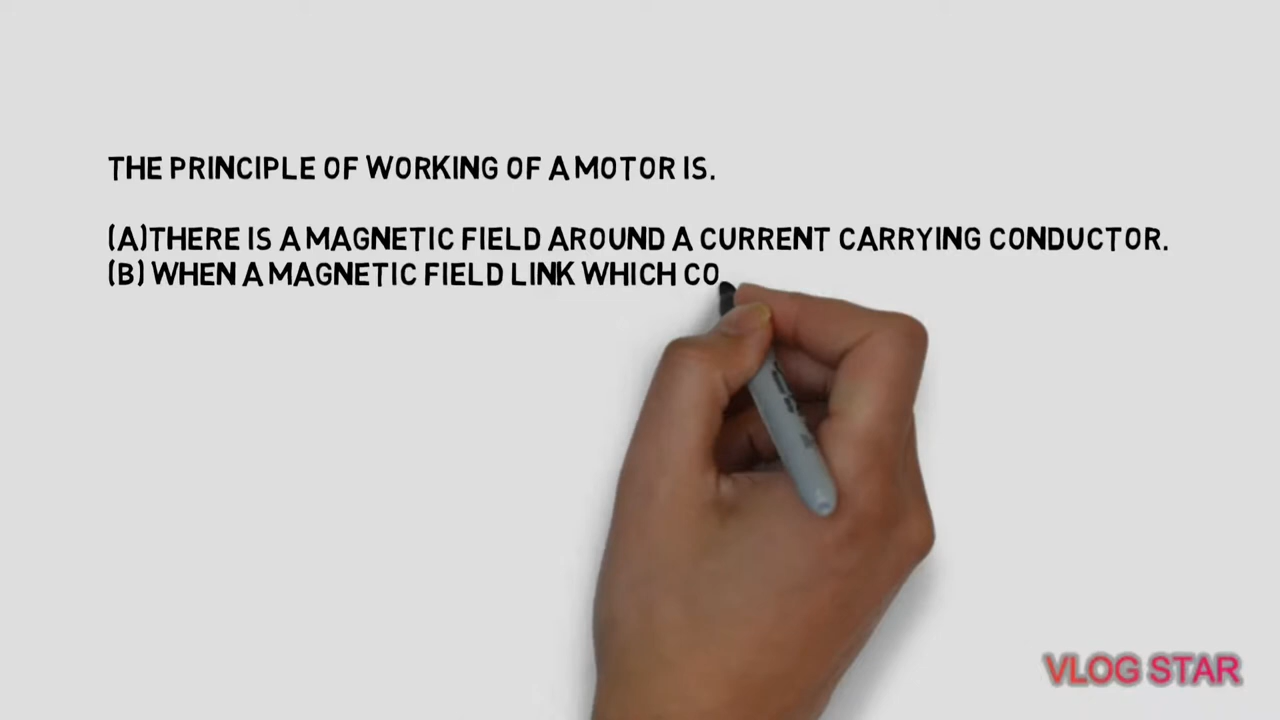 THE PRINCIPLE OF WORKING OF A MOTOR IS.
(A)THERE IS A MAGNETIC FIELD AROUND A CURRENT CARRYING CONDUCTOR.
(B) WHEN A MAGNETIC FIELD LINK WHICH CO
VLOG STAR